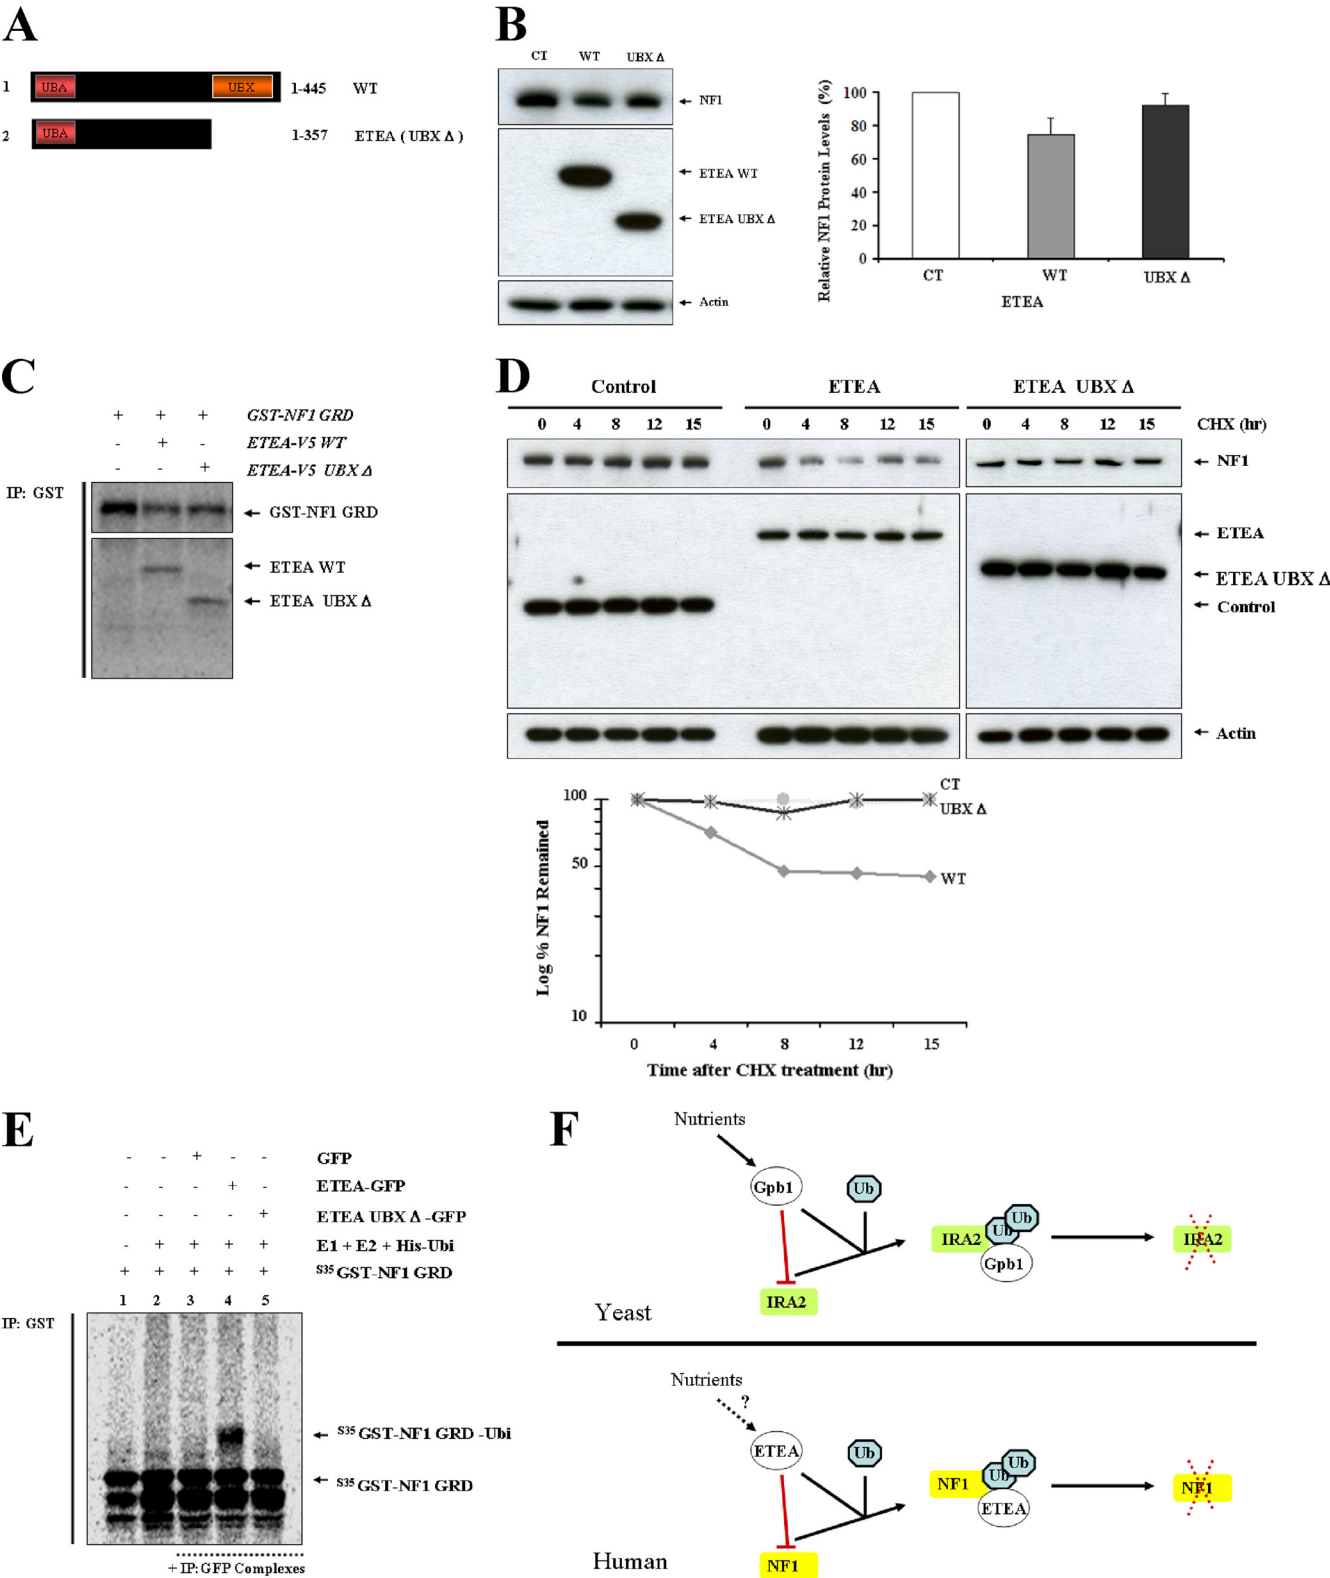 A
1 UBA UBX 1-445 WT
2 UBA 1-357 ETEA ( UBX Δ )
B
CT WT UBX Δ
NF1
ETEA WT
ETEA UBX Δ
Actin
Relative NF1 Protein Levels (%)
100
80
60
40
20
0
CT WT UBX Δ
ETEA
C
+ + + GST-NF1 GRD
- + - ETEA-V5 WT
- - + ETEA-V5 UBX Δ
IP: GST
GST-NF1 GRD
ETEA WT
ETEA UBX Δ
D
Control ETEA ETEA UBX Δ
0 4 8 12 15 0 4 8 12 15 0 4 8 12 15 CHX (hr)
NF1
ETEA
ETEA UBX Δ
Control
Actin
Log % NF1 Remained
100
50
10
CT
UBX Δ
WT
0 4 8 12 15
Time after CHX treatment (hr)
E
- - + - - GFP
- - - + - ETEA-GFP
- - - - + ETEA UBX Δ -GFP
- + + + + E1 + E2 + His-Ubi
+ + + + + S35 GST-NF1 GRD
1 2 3 4 5
IP: GST
S35 GST-NF1 GRD -Ubi
S35 GST-NF1 GRD
+ IP: GFP Complexes
F
Nutrients
Gpb1 Ub
IRA2 Ub Ub
Gpb1
IRA2
IRA2
Yeast
Nutrients
?
ETEA Ub
NF1 Ub Ub
ETEA
NF1
NF1
Human